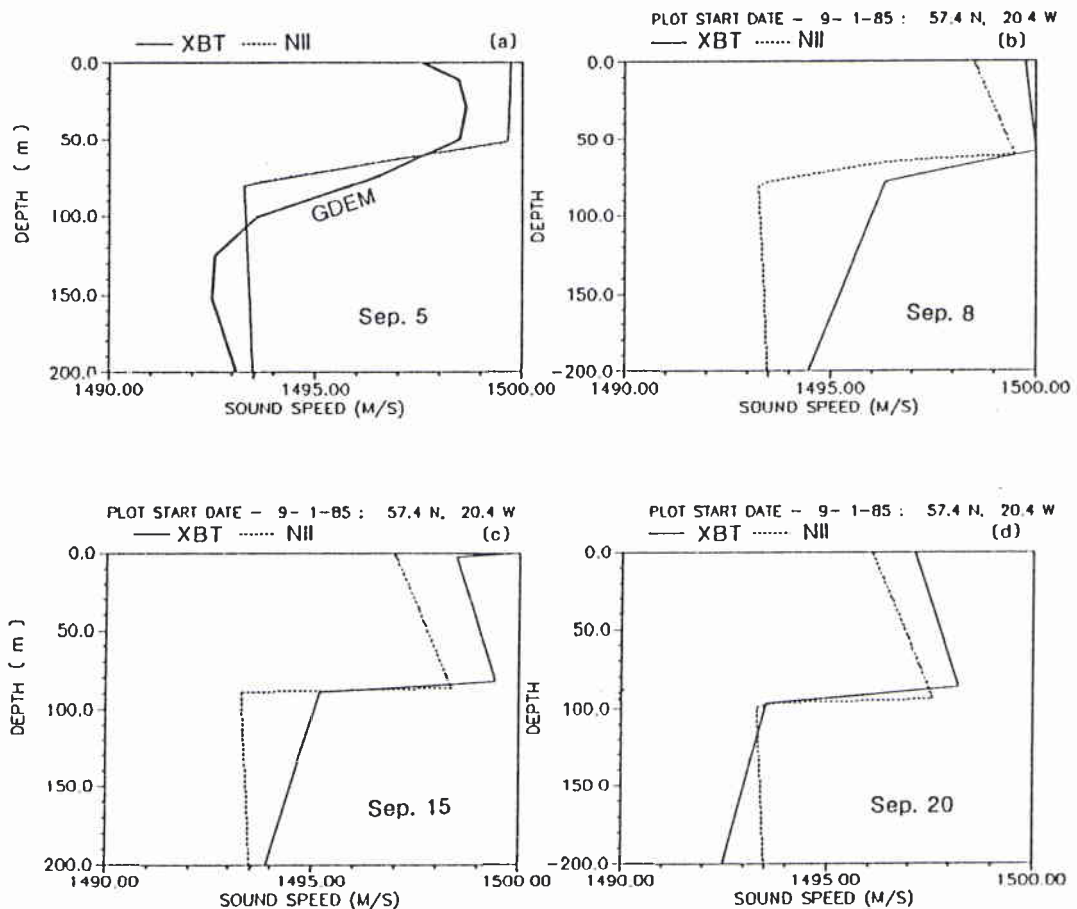 XBT NII (a)
0.0
50.0
100.0
150.0
200.0
DEPTH ( m )
GDEM
Sep. 5
1490.00 1495.00 1500.00
SOUND SPEED (M/S)
PLOT START DATE - 9- 1-85 : 57.4 N, 20.4 W
XBT NII (b)
0.0
50.0
100.0
150.0
-200.0
DEPTH
Sep. 8
1490.00 1495.00 1500.00
SOUND SPEED (M/S)
PLOT START DATE - 9- 1-85 : 57.4 N, 20.4 W
XBT NII (c)
0.0
50.0
100.0
150.0
200.0
DEPTH ( m )
Sep. 15
1490.00 1495.00 1500.00
SOUND SPEED (M/S)
PLOT START DATE - 9- 1-85 : 57.4 N, 20.4 W
XBT NII (d)
0.0
50.0
100.0
150.0
-200.0
DEPTH
Sep. 20
1490.00 1495.00 1500.00
SOUND SPEED (M/S)